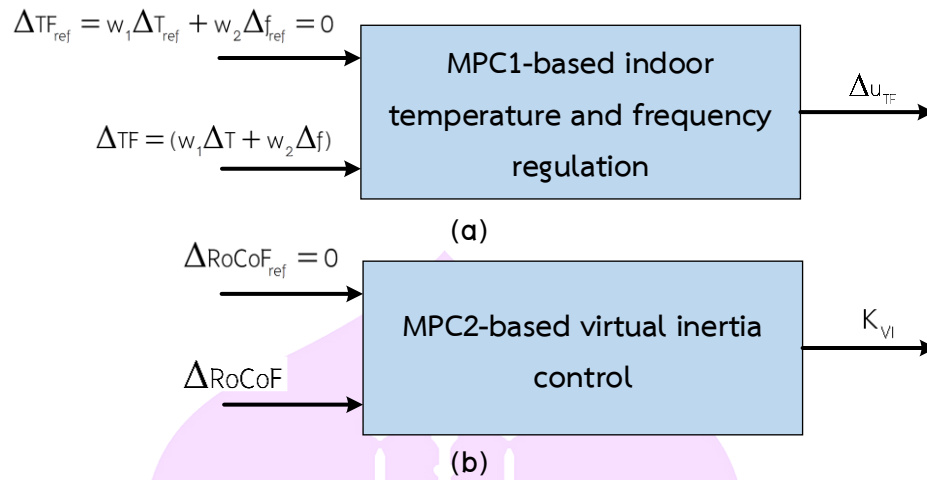 ΔTF_ref = w_1ΔT_ref + w_2Δf_ref = 0
MPC1-based indoor
temperature and frequency
regulation
Δu_TF
ΔTF = (w_1ΔT + w_2Δf)
(a)
ΔRoCoF_ref = 0
MPC2-based virtual inertia
control
K_VI
ΔRoCoF
(b)